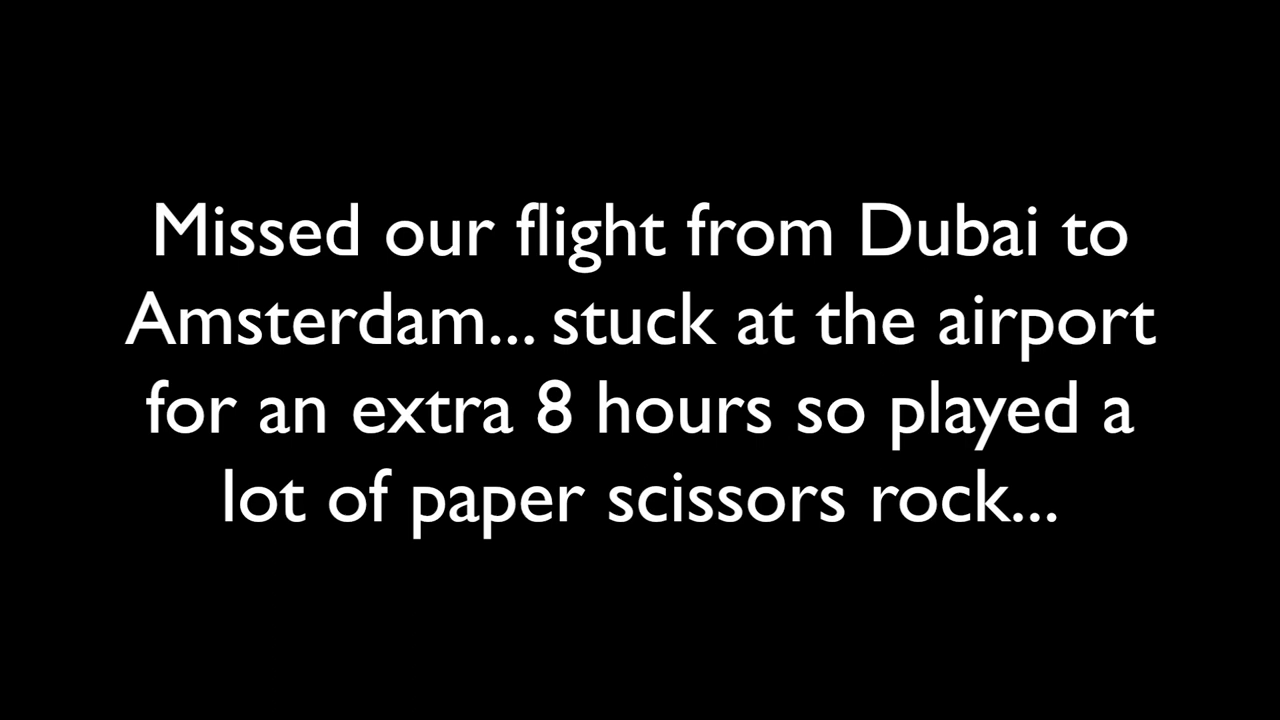 Missed our flight from Dubai to
Amsterdam... stuck at the airport
for an extra 8 hours so played a
lot of paper scissors rock...